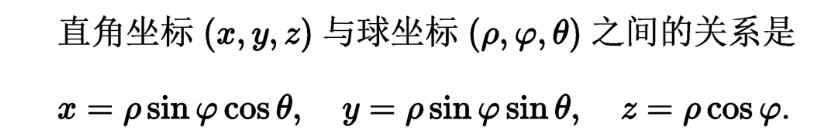 直角坐标 (x, y, z) 与球坐标 (ρ, φ, θ) 之间的关系是
x = ρ sin φ cos θ,   y = ρ sin φ sin θ,   z = ρ cos φ.